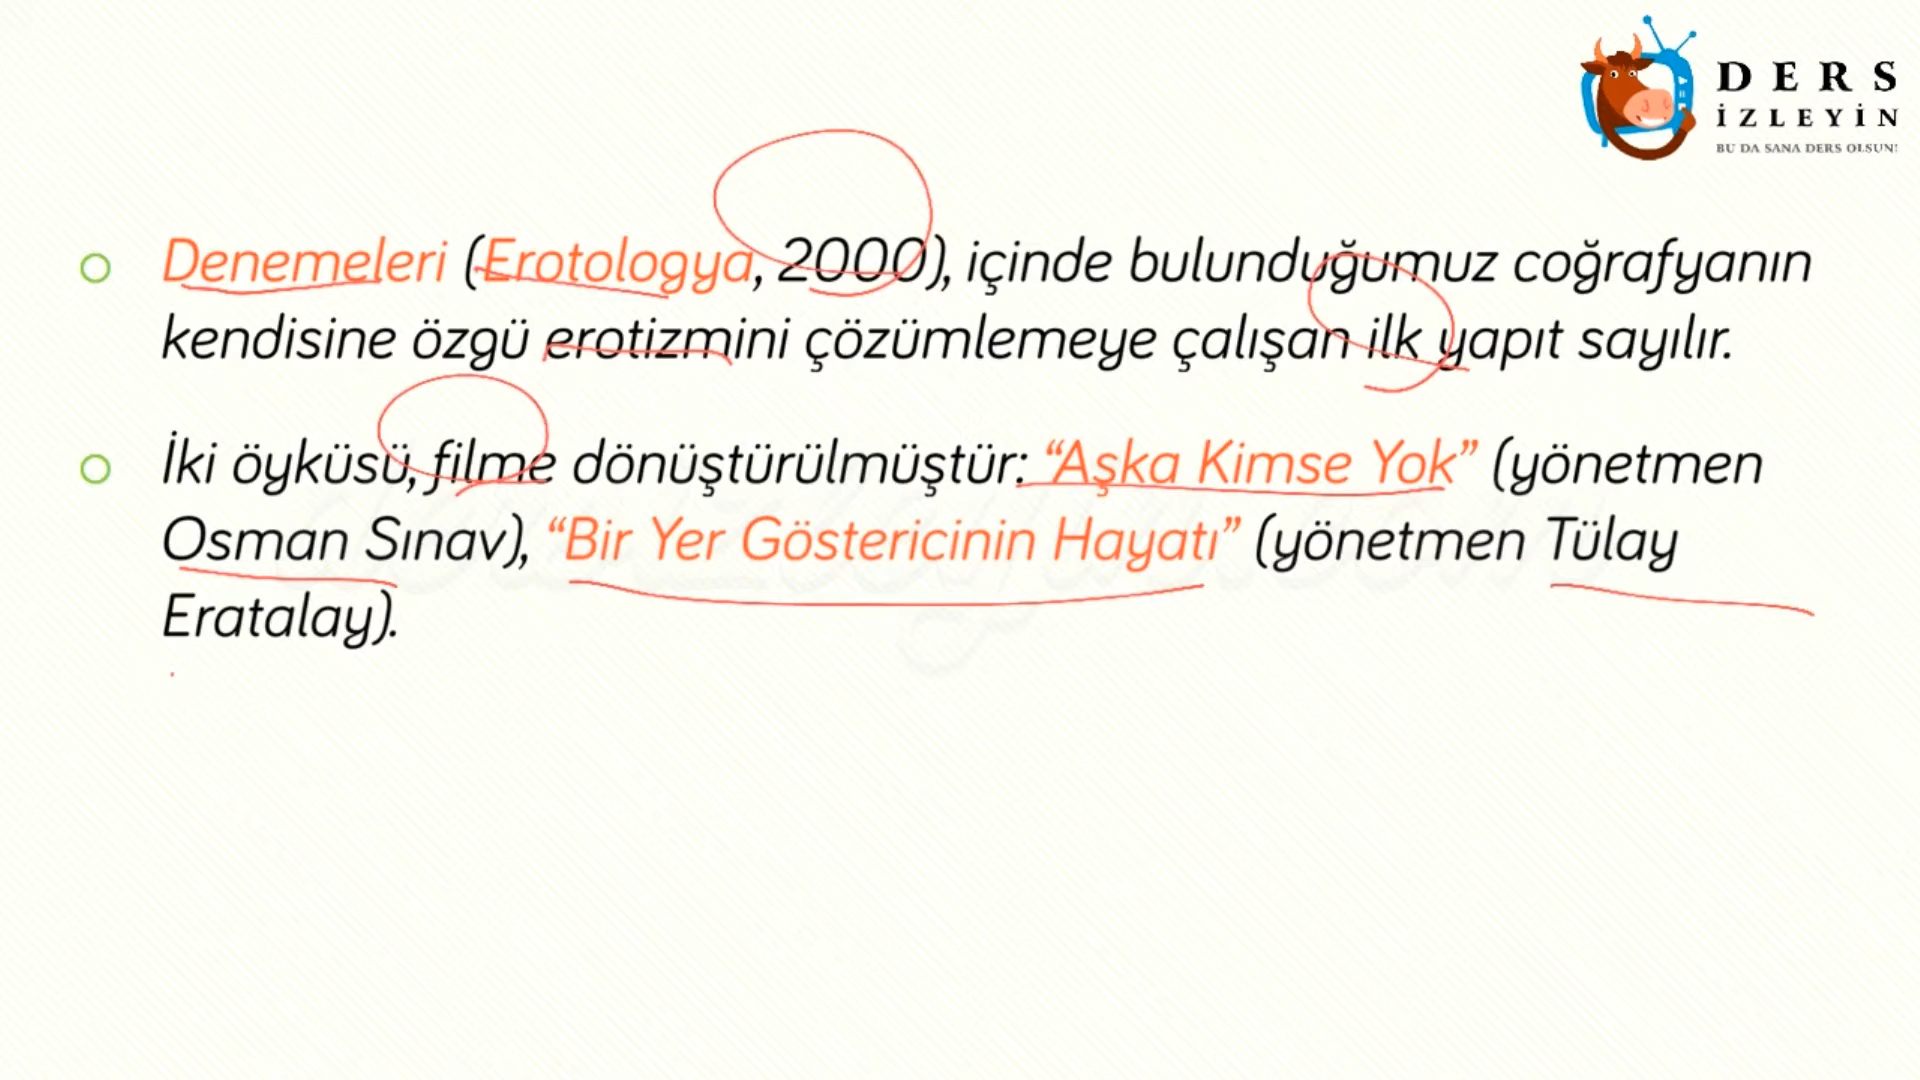 DERS
İZLEYİN
BU DA SANA DERS OLSUN!
Denemeleri (Erotologya, 2000), içinde bulunduğumuz coğrafyanın
kendisine özgü erotizmini çözümlemeye çalışan ilk yapıt sayılır.
İki öyküsü, filme dönüştürülmüştür: “Aşka Kimse Yok” (yönetmen
Osman Sınav), “Bir Yer Göstericinin Hayatı” (yönetmen Tülay
Eratalay).